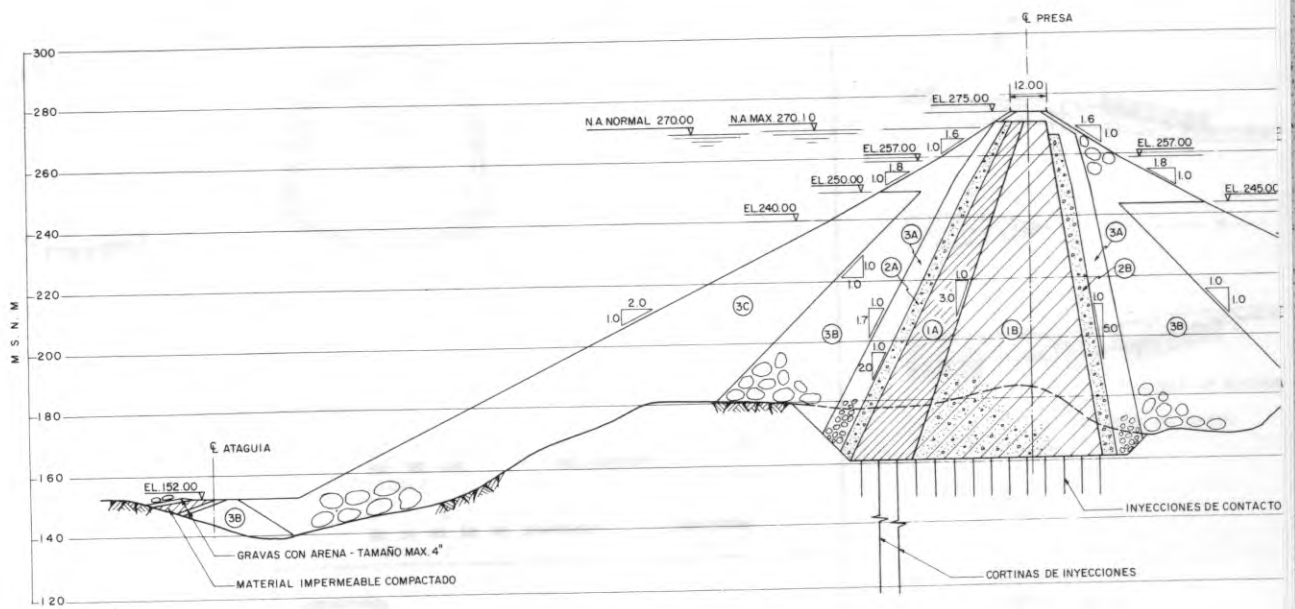 ℄ PRESA
300
280
260
240
220
200
180
160
140
120
M S. N. M
12.00
EL 275.00
N.A. NORMAL 270.00
N.A MAX 270.10
1.6
1.0
1.6
1.0
EL.257.00
EL.257.00
1.8
1.0
1.8
1.0
EL.250.00
EL.245.00
EL.240.00
3A
3A
2A
2B
1.0
1.0
1.0
3.0
1.0
1.0
2.0
1.0
3C
3B
1.0
1.7
1A
1B
1.0
5.0
3B
1.0
2.0
℄ ATAGUIA
EL.152.00
3B
GRAVAS CON ARENA - TAMAÑO MAX. 4"
MATERIAL IMPERMEABLE COMPACTADO
INYECCIONES DE CONTACTO
CORTINAS DE INYECCIONES